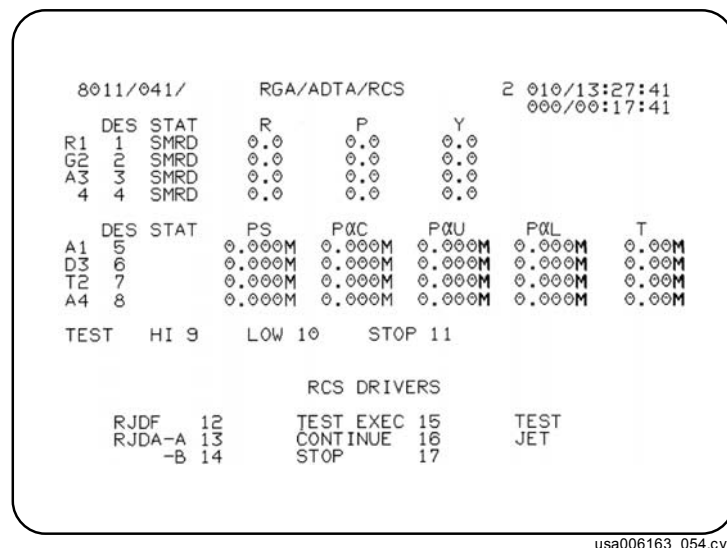 8011/041/ RGA/ADTA/RCS 2 010/13:27:41
000/00:17:41
DES STAT R P Y
R1 1 SMRD 0.0 0.0 0.0
G2 2 SMRD 0.0 0.0 0.0
A3 3 SMRD 0.0 0.0 0.0
4 4 SMRD 0.0 0.0 0.0
DES STAT PS PαC PαU PαL T
A1 5 0.000M 0.000M 0.000M 0.000M 0.00M
D3 6 0.000M 0.000M 0.000M 0.000M 0.00M
T2 7 0.000M 0.000M 0.000M 0.000M 0.00M
A4 8 0.000M 0.000M 0.000M 0.000M 0.00M
TEST HI 9 LOW 10 STOP 11
RCS DRIVERS
RJDF 12 TEST EXEC 15 TEST
RJDA-A 13 CONTINUE 16 JET
-B 14 STOP 17
usa006163_054.cv